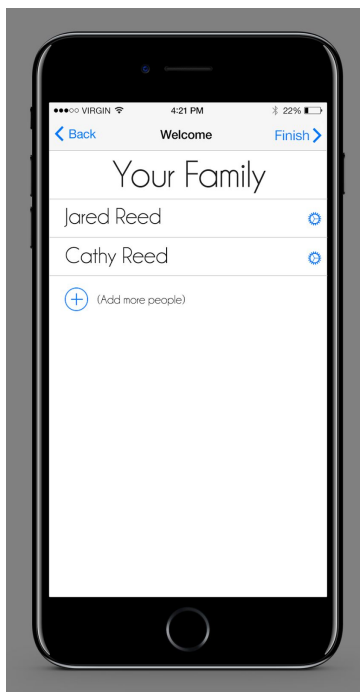 VIRGIN 4:21 PM 22%
Back Welcome Finish
Your Family
Jared Reed
Cathy Reed
(Add more people)